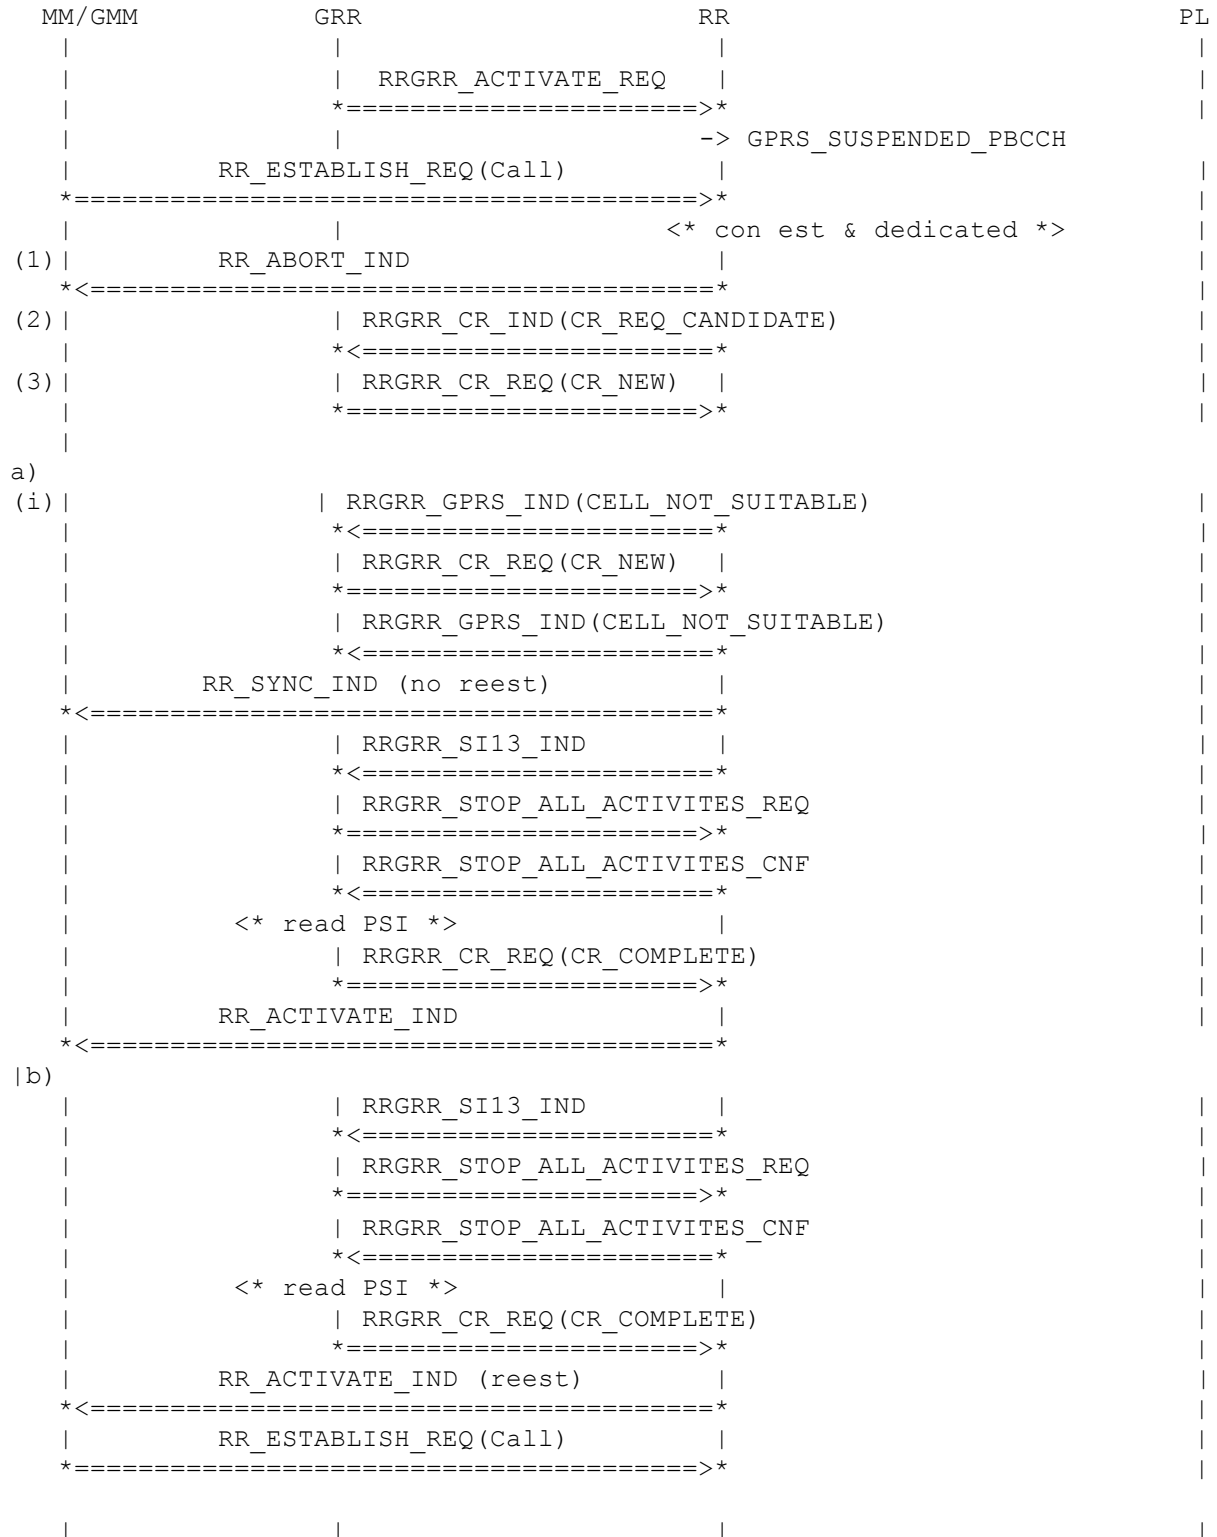 MM/GMM GRR RR PL
| | | |
| | RRGRR_ACTIVATE_REQ | |
| *======================>* |
| | -> GPRS_SUSPENDED_PBCCH
| RR_ESTABLISH_REQ(Call) | |
*=======================================>* |
| | <* con est & dedicated *> |
(1)| RR_ABORT_IND | |
*<=======================================* |
(2)| | RRGRR_CR_IND(CR_REQ_CANDIDATE) |
| *<======================* |
(3)| | RRGRR_CR_REQ(CR_NEW) | |
| *======================>* |
|
a)
(i)| | RRGRR_GPRS_IND(CELL_NOT_SUITABLE) |
| *<======================* |
| | RRGRR_CR_REQ(CR_NEW) | |
| *======================>* |
| | RRGRR_GPRS_IND(CELL_NOT_SUITABLE) |
| *<======================* |
| RR_SYNC_IND (no reest) | |
*<=======================================* |
| | RRGRR_SI13_IND | |
| *<======================* |
| | RRGRR_STOP_ALL_ACTIVITES_REQ |
| *======================>* |
| | RRGRR_STOP_ALL_ACTIVITES_CNF |
| *<======================* |
| <* read PSI *> | |
| | RRGRR_CR_REQ(CR_COMPLETE) |
| *======================>* |
| RR_ACTIVATE_IND | |
*<=======================================*
|b)
| | RRGRR_SI13_IND | |
| *<======================* |
| | RRGRR_STOP_ALL_ACTIVITES_REQ |
| *======================>* |
| | RRGRR_STOP_ALL_ACTIVITES_CNF |
| *<======================* |
| <* read PSI *> | |
| | RRGRR_CR_REQ(CR_COMPLETE) |
| *======================>* |
| RR_ACTIVATE_IND (reest) | |
*<=======================================* |
| RR_ESTABLISH_REQ(Call) | |
*=======================================>* |
| | | |